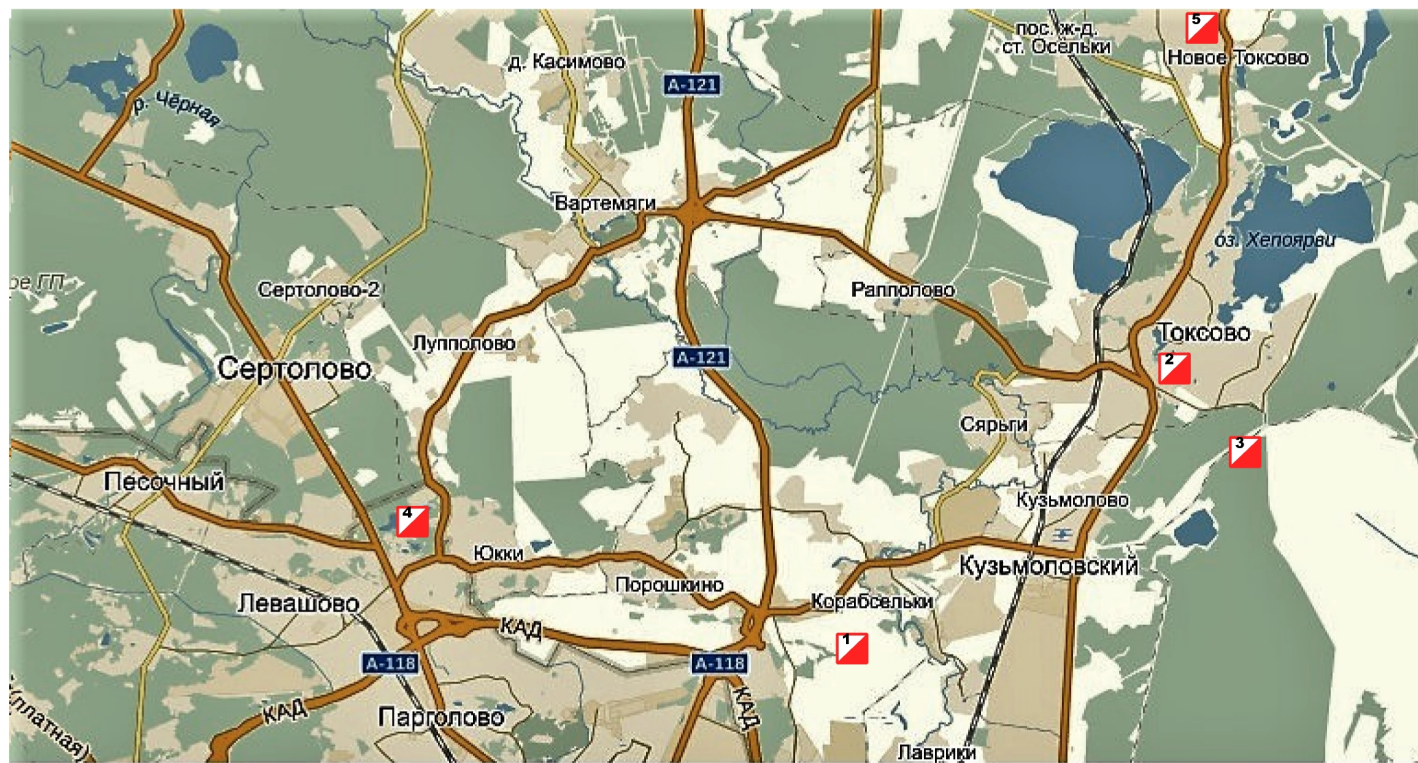 5
пос. ж-д.
ст. Осельки
Новое Токсово
д. Касимово
А-121
р. Чёрная
Вартемяги
оз. Хепоярви
ое ГП
Сертолово-2
Рапполово
Токсово
Лупполово
А-121
Сертолово
2
Сярьги
3
Песочный
Кузьмолово
4
Юкки
Кузьмоловский
Порошкино
Левашово
Корабсельки
КАД
1
А-118
А-118
(платная)
КАД
КАД
Парголово
Лаврики